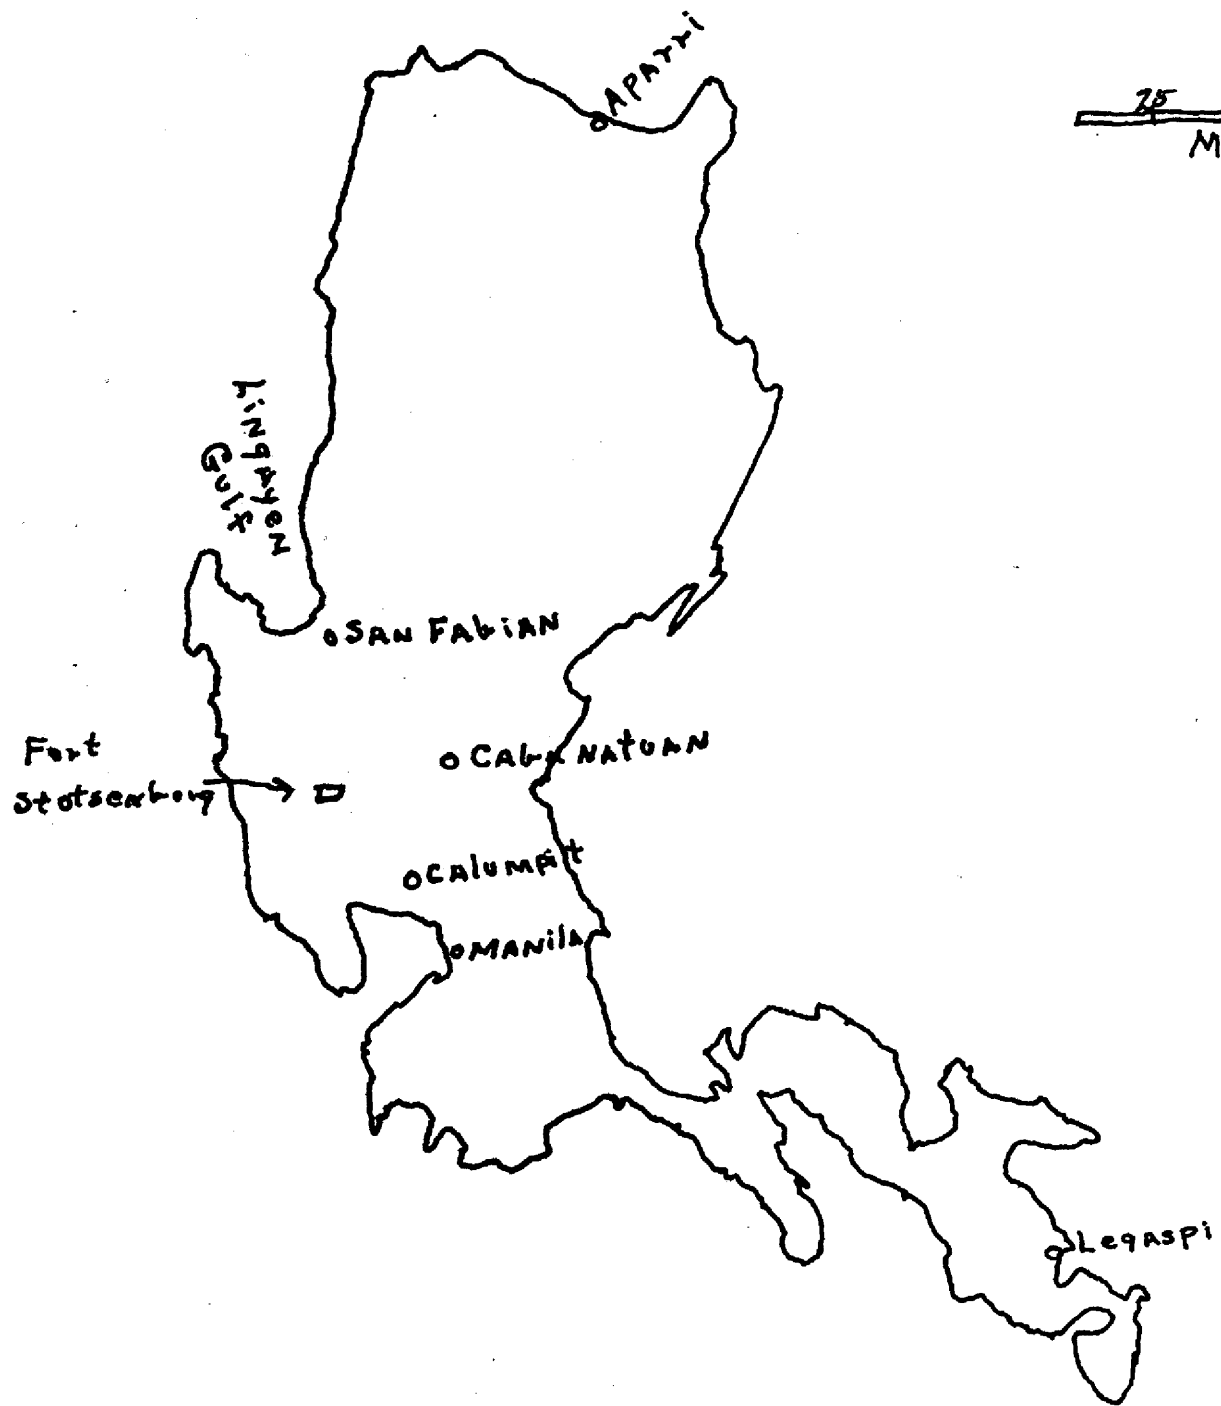 Aparri
25
M
Lingayen
Gulf
San Fabian
Cabanatuan
Fort
Stotsenburg
Calumpit
Manila
Legaspi